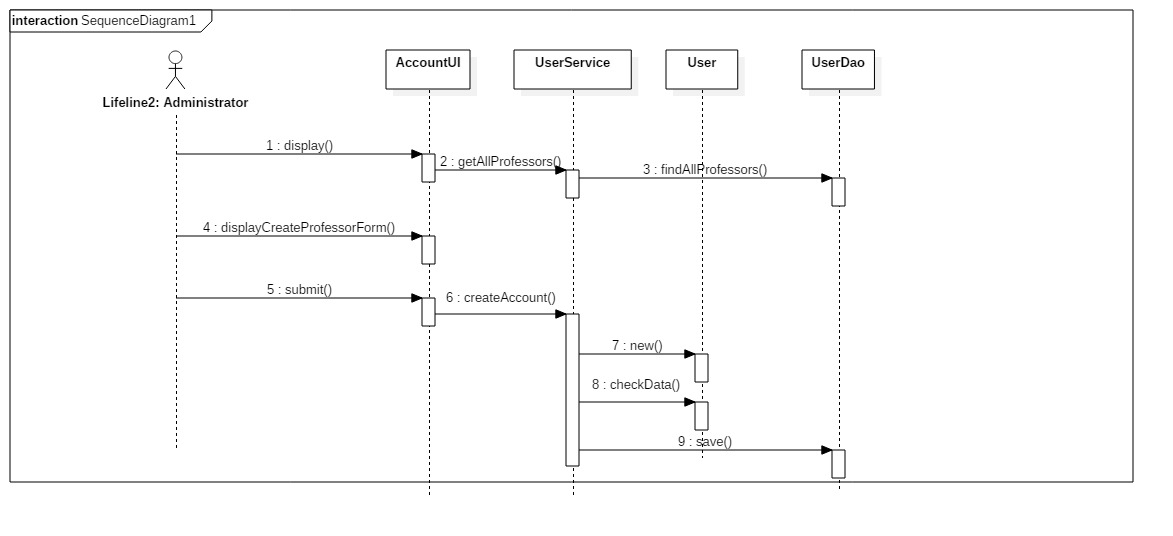 interaction SequenceDiagram1
AccountUI
UserService
User
UserDao
Lifeline2: Administrator
1 : display()
2 : getAllProfessors()
3 : findAllProfessors()
4 : displayCreateProfessorForm()
5 : submit()
6 : createAccount()
7 : new()
8 : checkData()
9 : save()